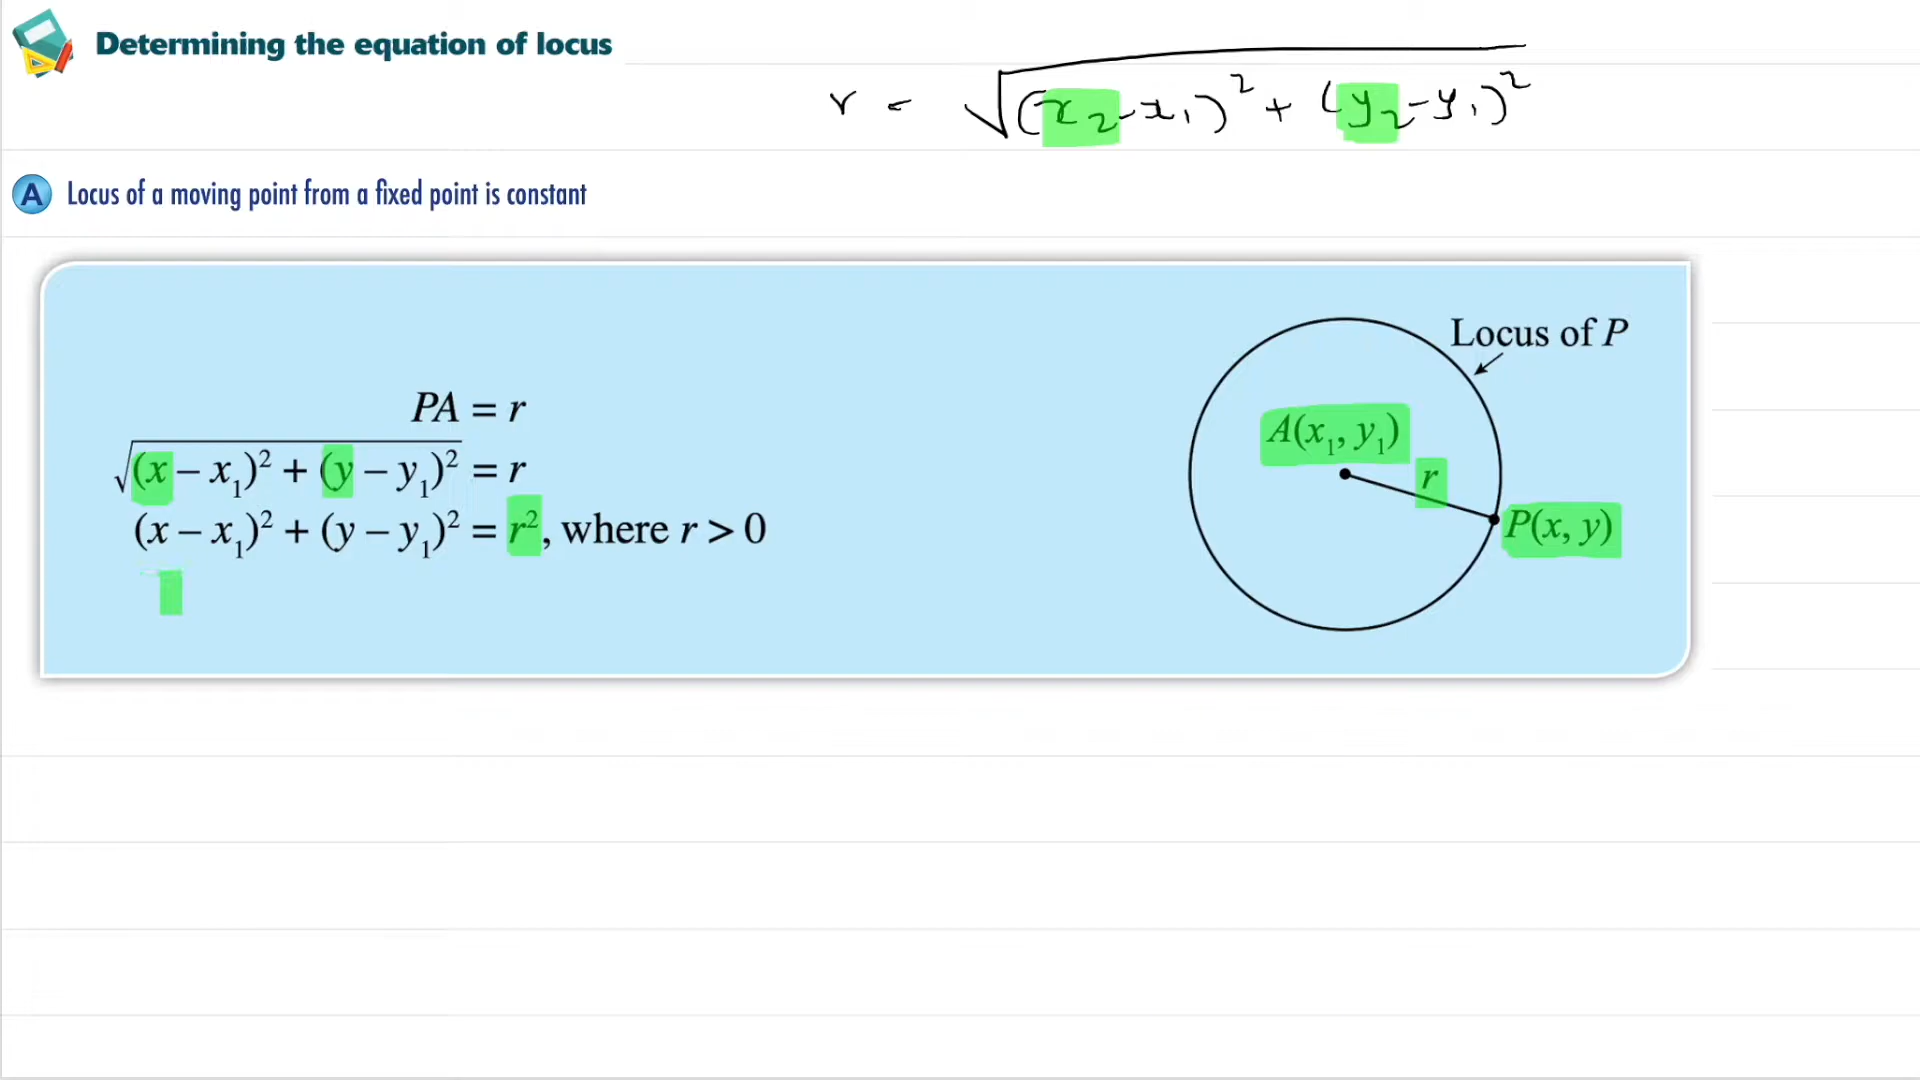 Determining the equation of locus
r = √(x₂-x₁)² + (y₂-y₁)²
A Locus of a moving point from a fixed point is constant
PA = r
√(x – x₁)² + (y – y₁)² = r
(x – x₁)² + (y – y₁)² = r², where r > 0
Locus of P
A(x₁, y₁)
r
P(x, y)